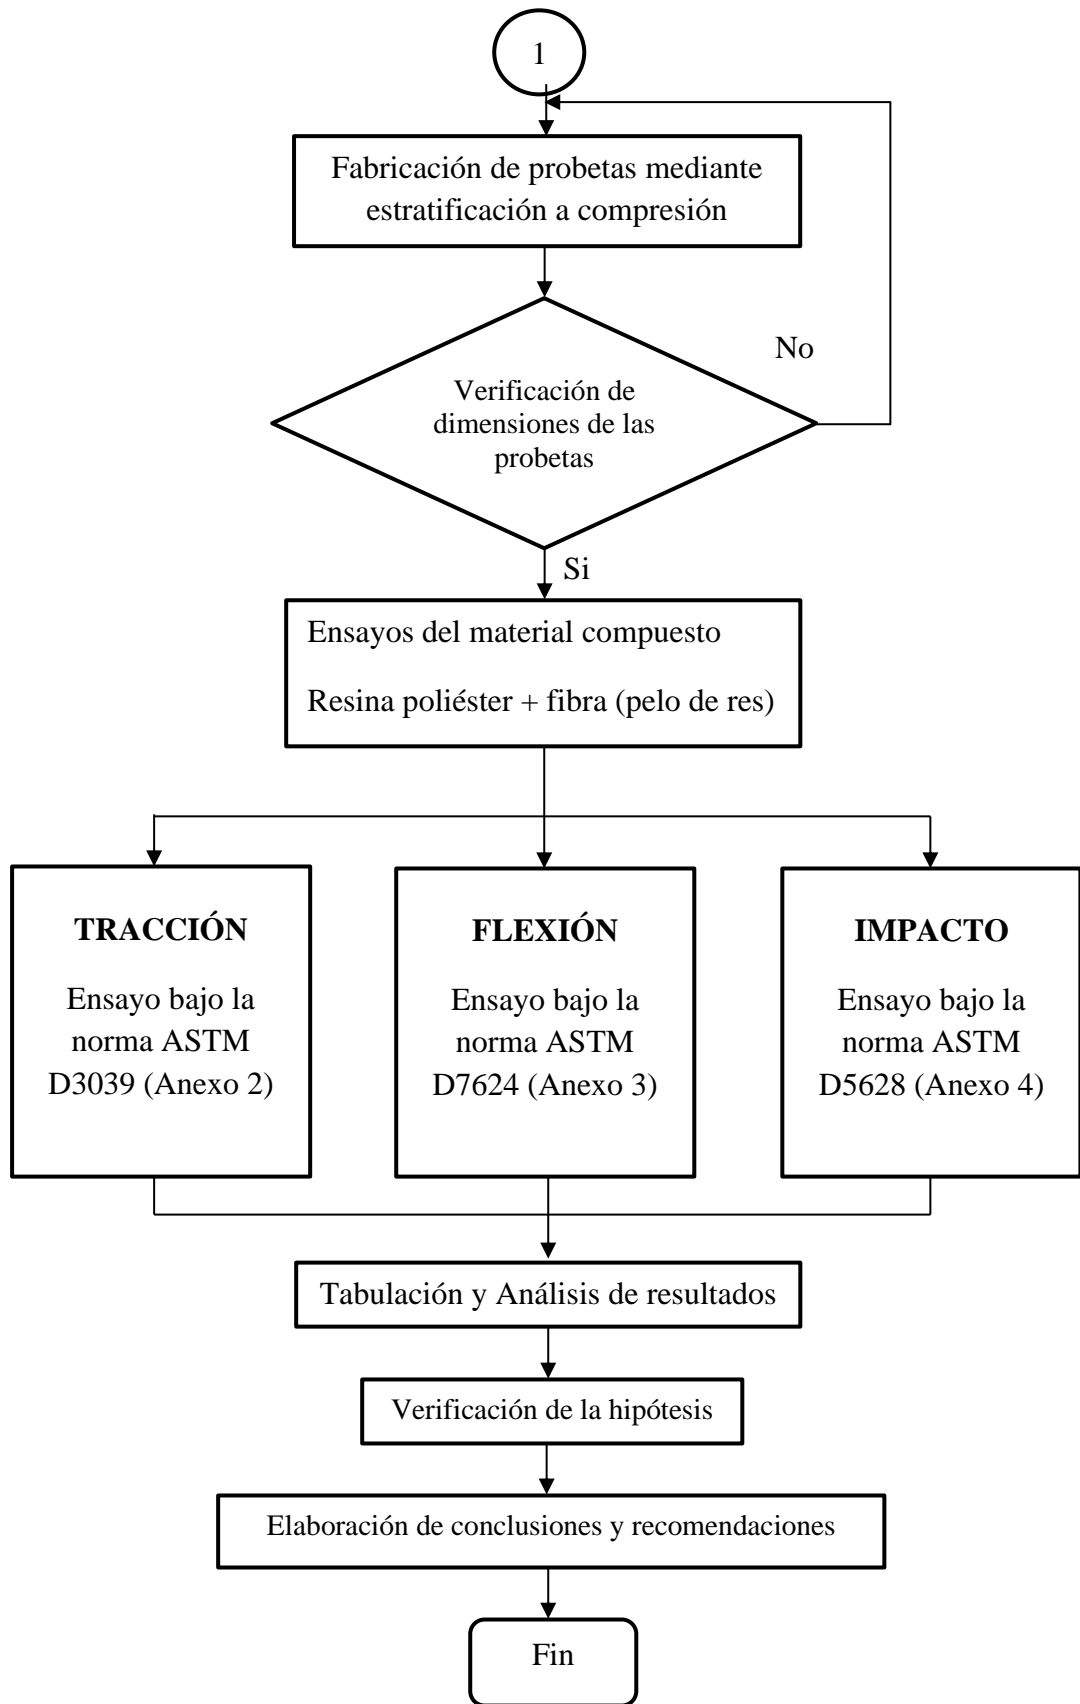 1
Fabricación de probetas mediante
estratificación a compresión
No
Verificación de
dimensiones de las
probetas
Si
Ensayos del material compuesto
Resina poliéster + fibra (pelo de res)
TRACCIÓN
Ensayo bajo la
norma ASTM
D3039 (Anexo 2)
FLEXIÓN
Ensayo bajo la
norma ASTM
D7624 (Anexo 3)
IMPACTO
Ensayo bajo la
norma ASTM
D5628 (Anexo 4)
Tabulación y Análisis de resultados
Verificación de la hipótesis
Elaboración de conclusiones y recomendaciones
Fin